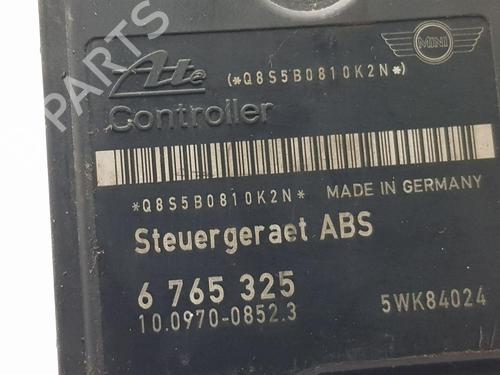 Ate (*Q8S5B0810K2N*) MINI
Controller
*Q8S5B0810K2N* MADE IN GERMANY
Steuergeraet ABS
6 765 325
10.0970-0852.3 5WK84024
B-PARTS